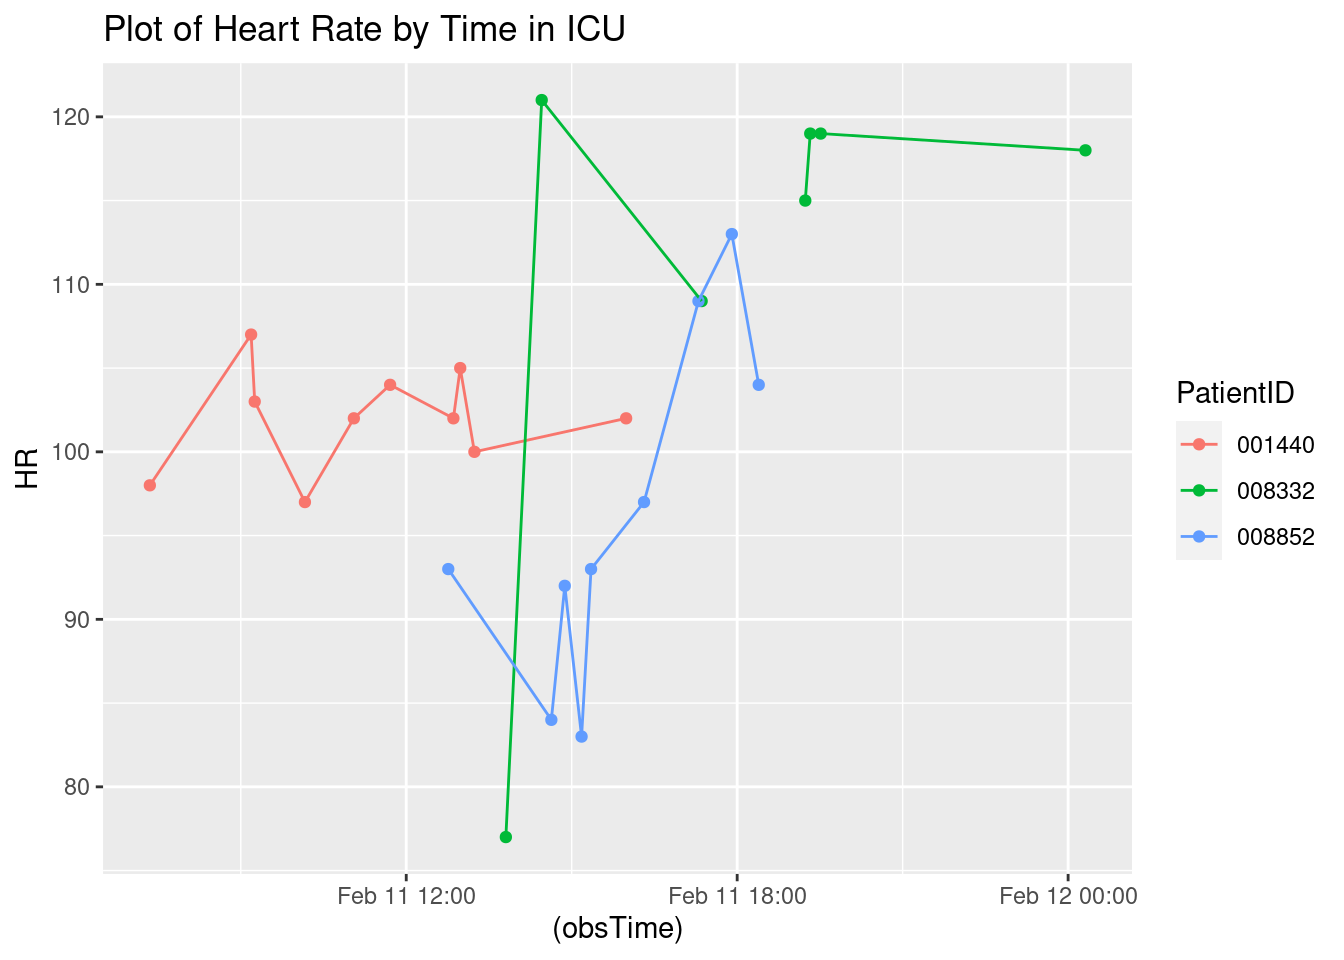 Plot of Heart Rate by Time in ICU
120
110
100
90
80
HR
Feb 11 12:00
Feb 11 18:00
Feb 12 00:00
(obsTime)
PatientID
001440
008332
008852